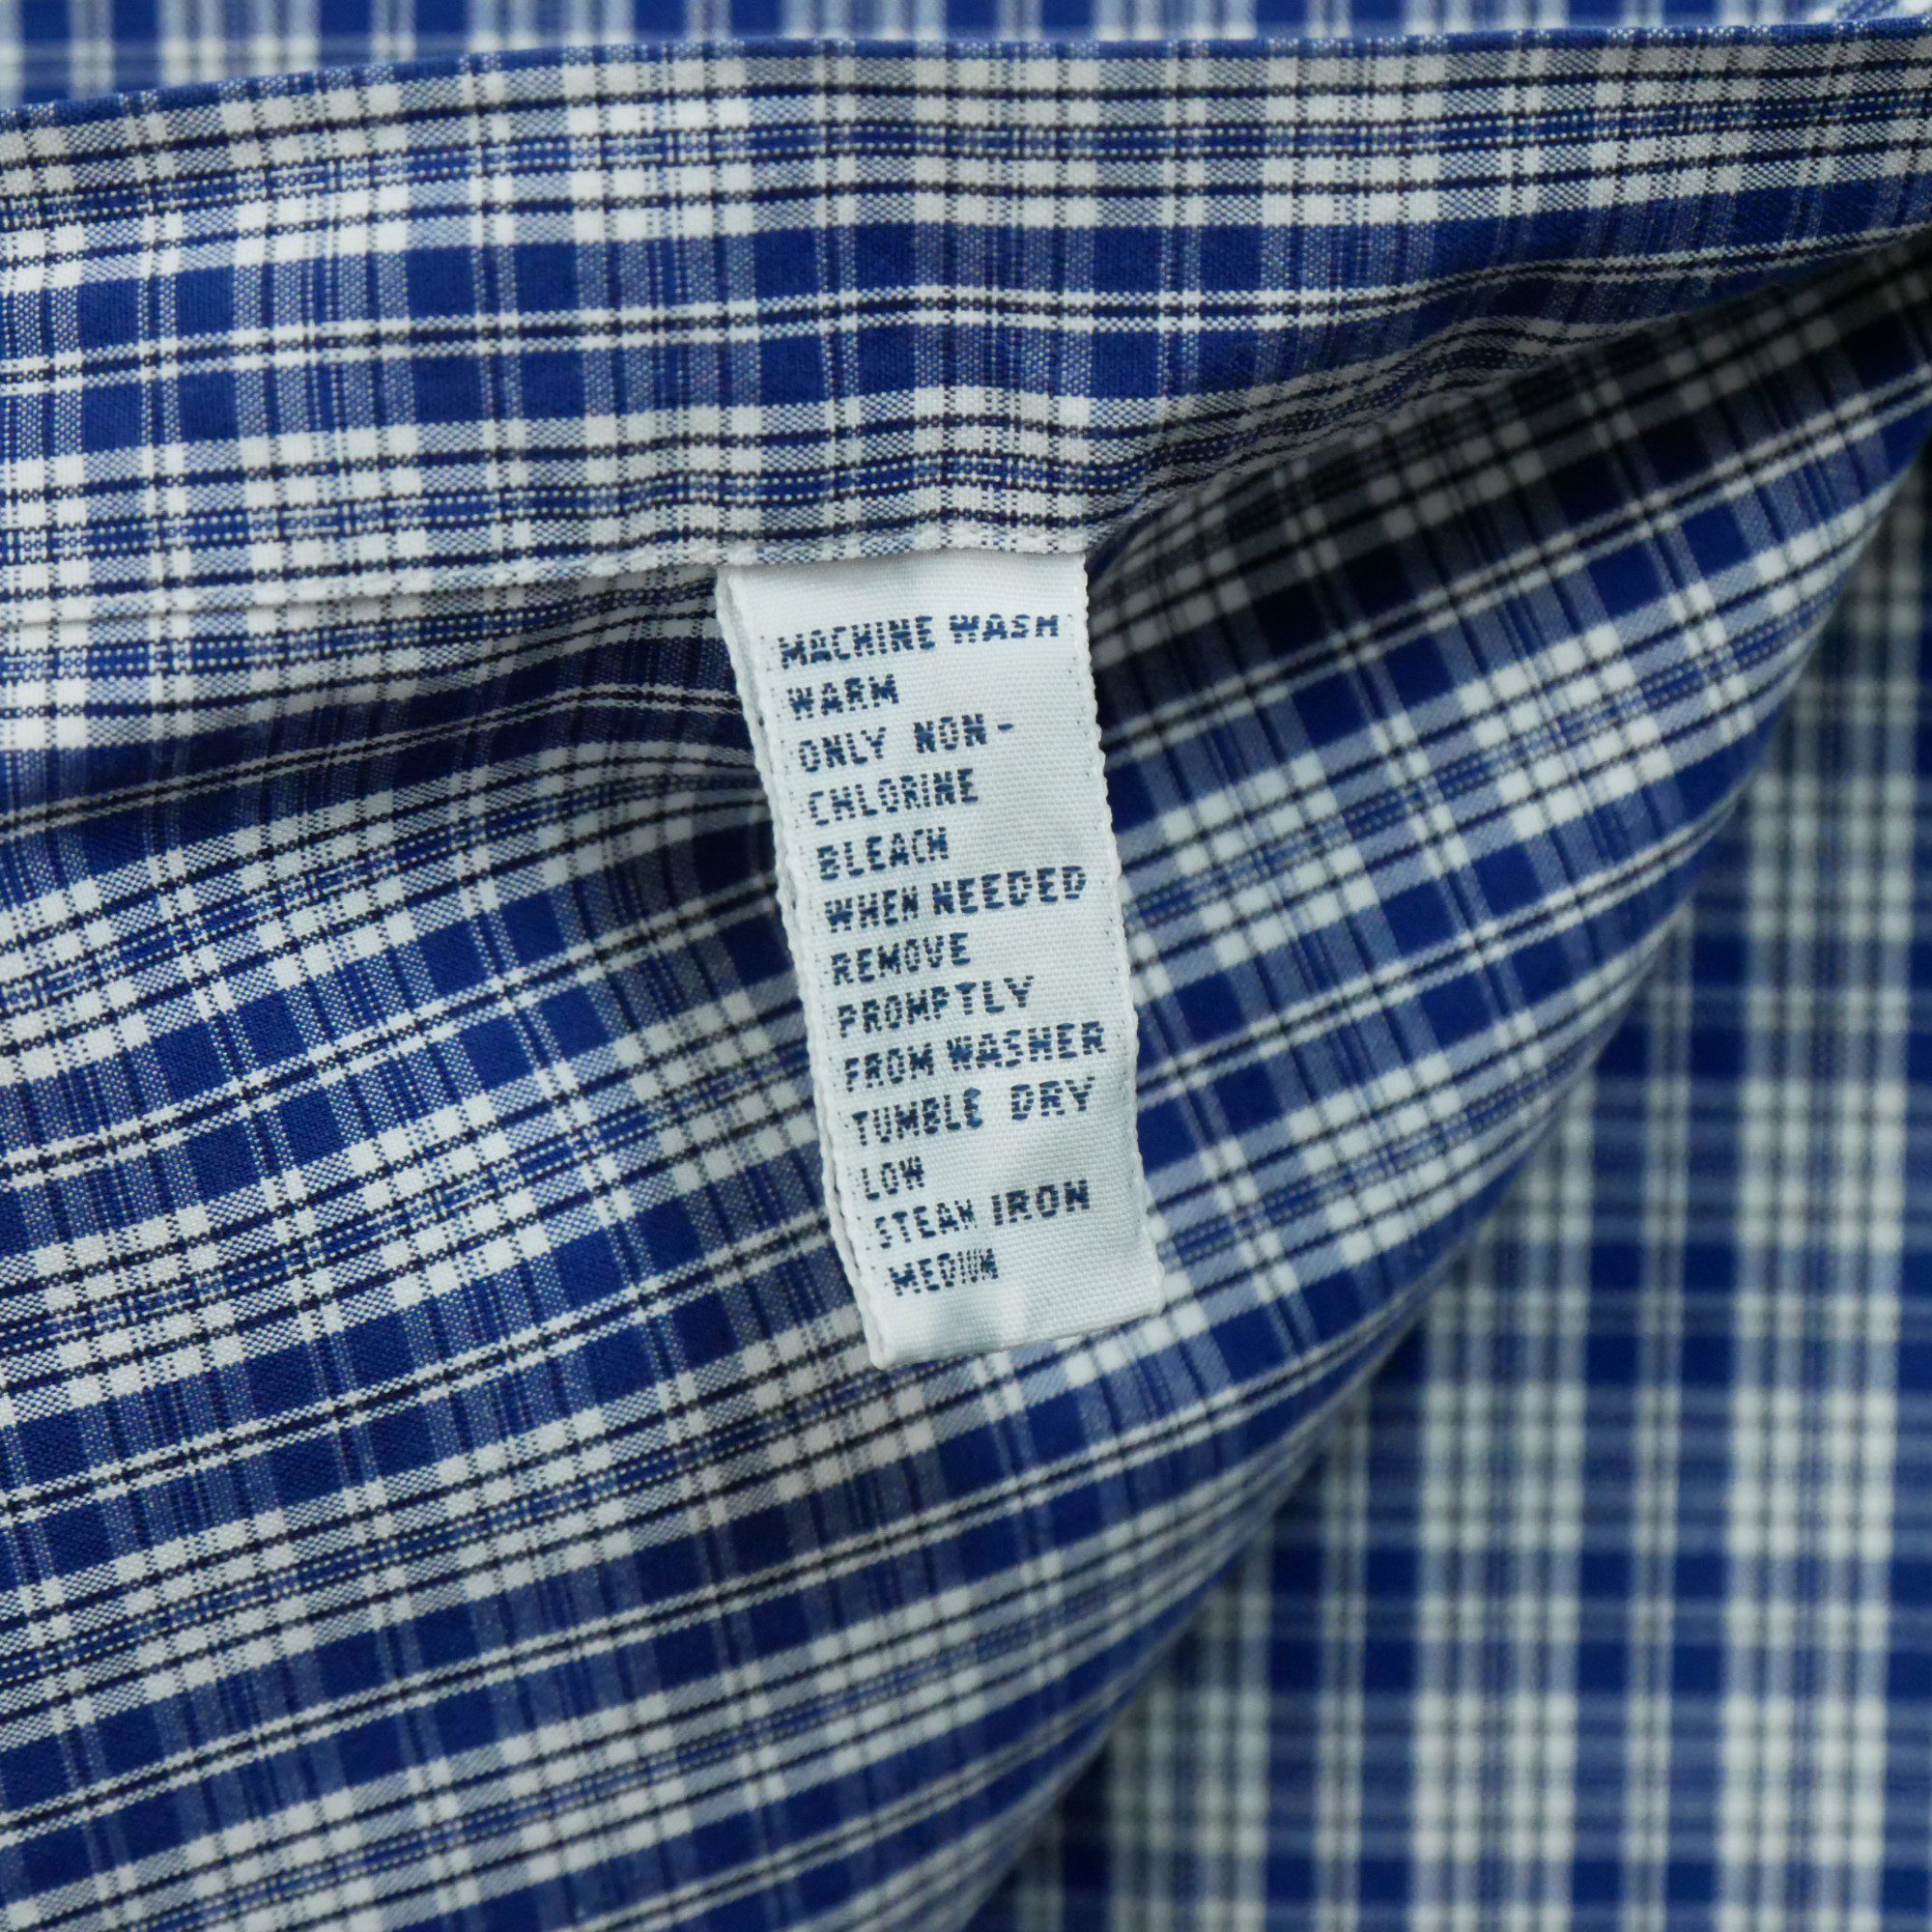 MACHINE WASH
WARM
ONLY NON-
CHLORINE
BLEACH
WHEN NEEDED
REMOVE
PROMPTLY
FROM WASHER
TUMBLE DRY
LOW
STEAM IRON
MEDIUM